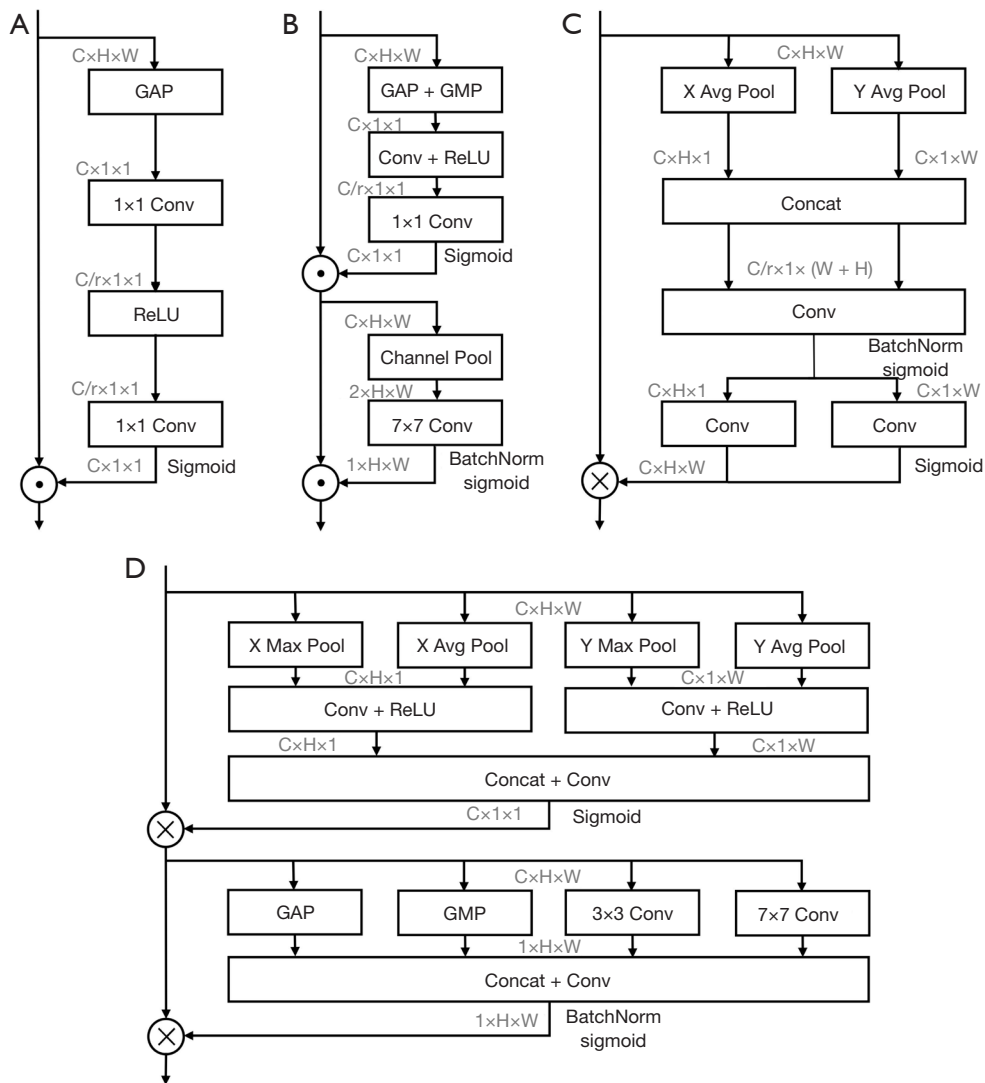 A
C×H×W
GAP
C×1×1
1×1 Conv
C/r×1×1
ReLU
C/r×1×1
1×1 Conv
C×1×1
Sigmoid
B
C×H×W
GAP + GMP
C×1×1
Conv + ReLU
C/r×1×1
1×1 Conv
C×1×1
Sigmoid
C×H×W
Channel Pool
2×H×W
7×7 Conv
1×H×W
BatchNorm
sigmoid
C
C×H×W
X Avg Pool
Y Avg Pool
C×H×1
C×1×W
Concat
C/r×1× (W + H)
Conv
BatchNorm
sigmoid
C×H×1
C×1×W
Conv
Conv
C×H×W
Sigmoid
D
C×H×W
X Max Pool
X Avg Pool
Y Max Pool
Y Avg Pool
C×H×1
C×1×W
Conv + ReLU
Conv + ReLU
C×H×1
C×1×W
Concat + Conv
C×1×1
Sigmoid
C×H×W
GAP
GMP
3×3 Conv
7×7 Conv
1×H×W
Concat + Conv
1×H×W
BatchNorm
sigmoid